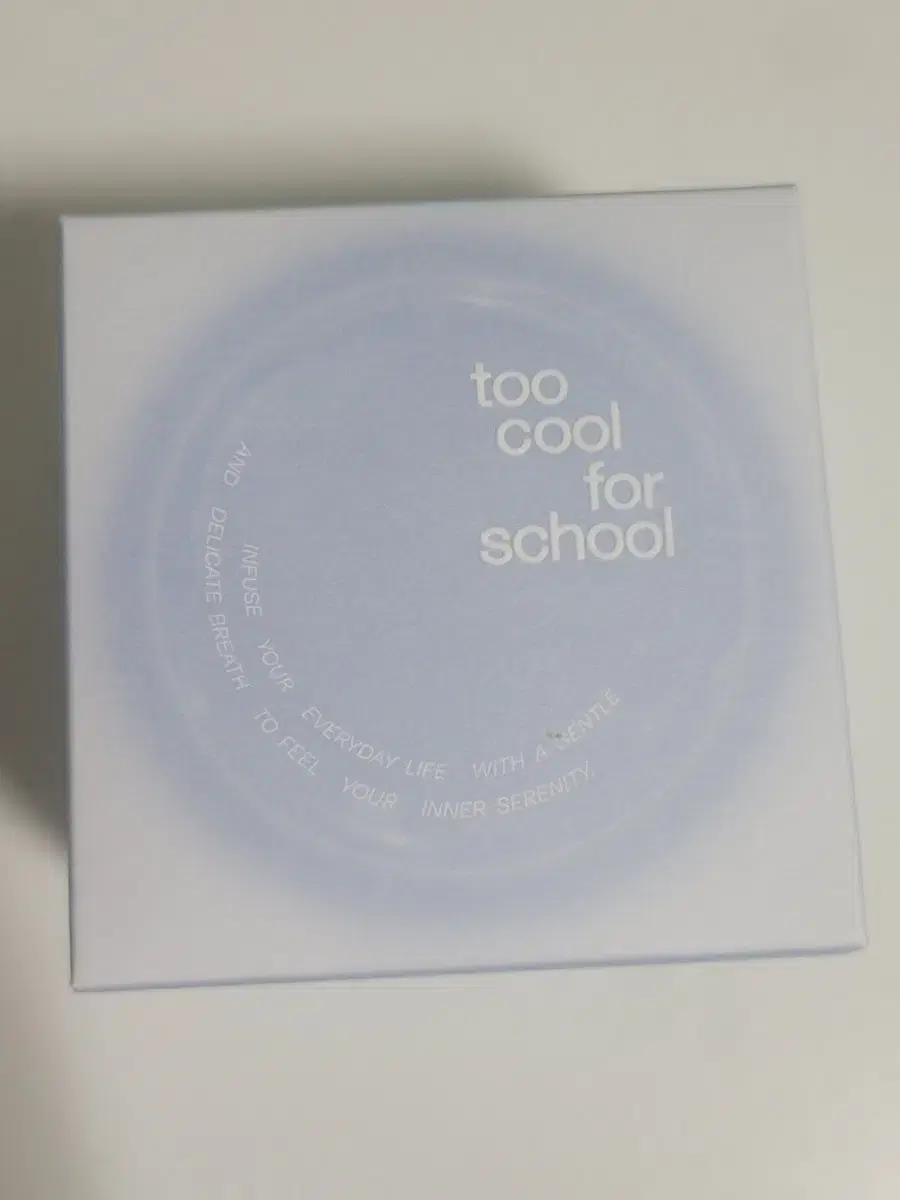 too
cool
for
school
INFUSE YOUR EVERYDAY LIFE WITH A GENTLE
AND DELICATE BREATH TO FEEL YOUR INNER SERENITY.